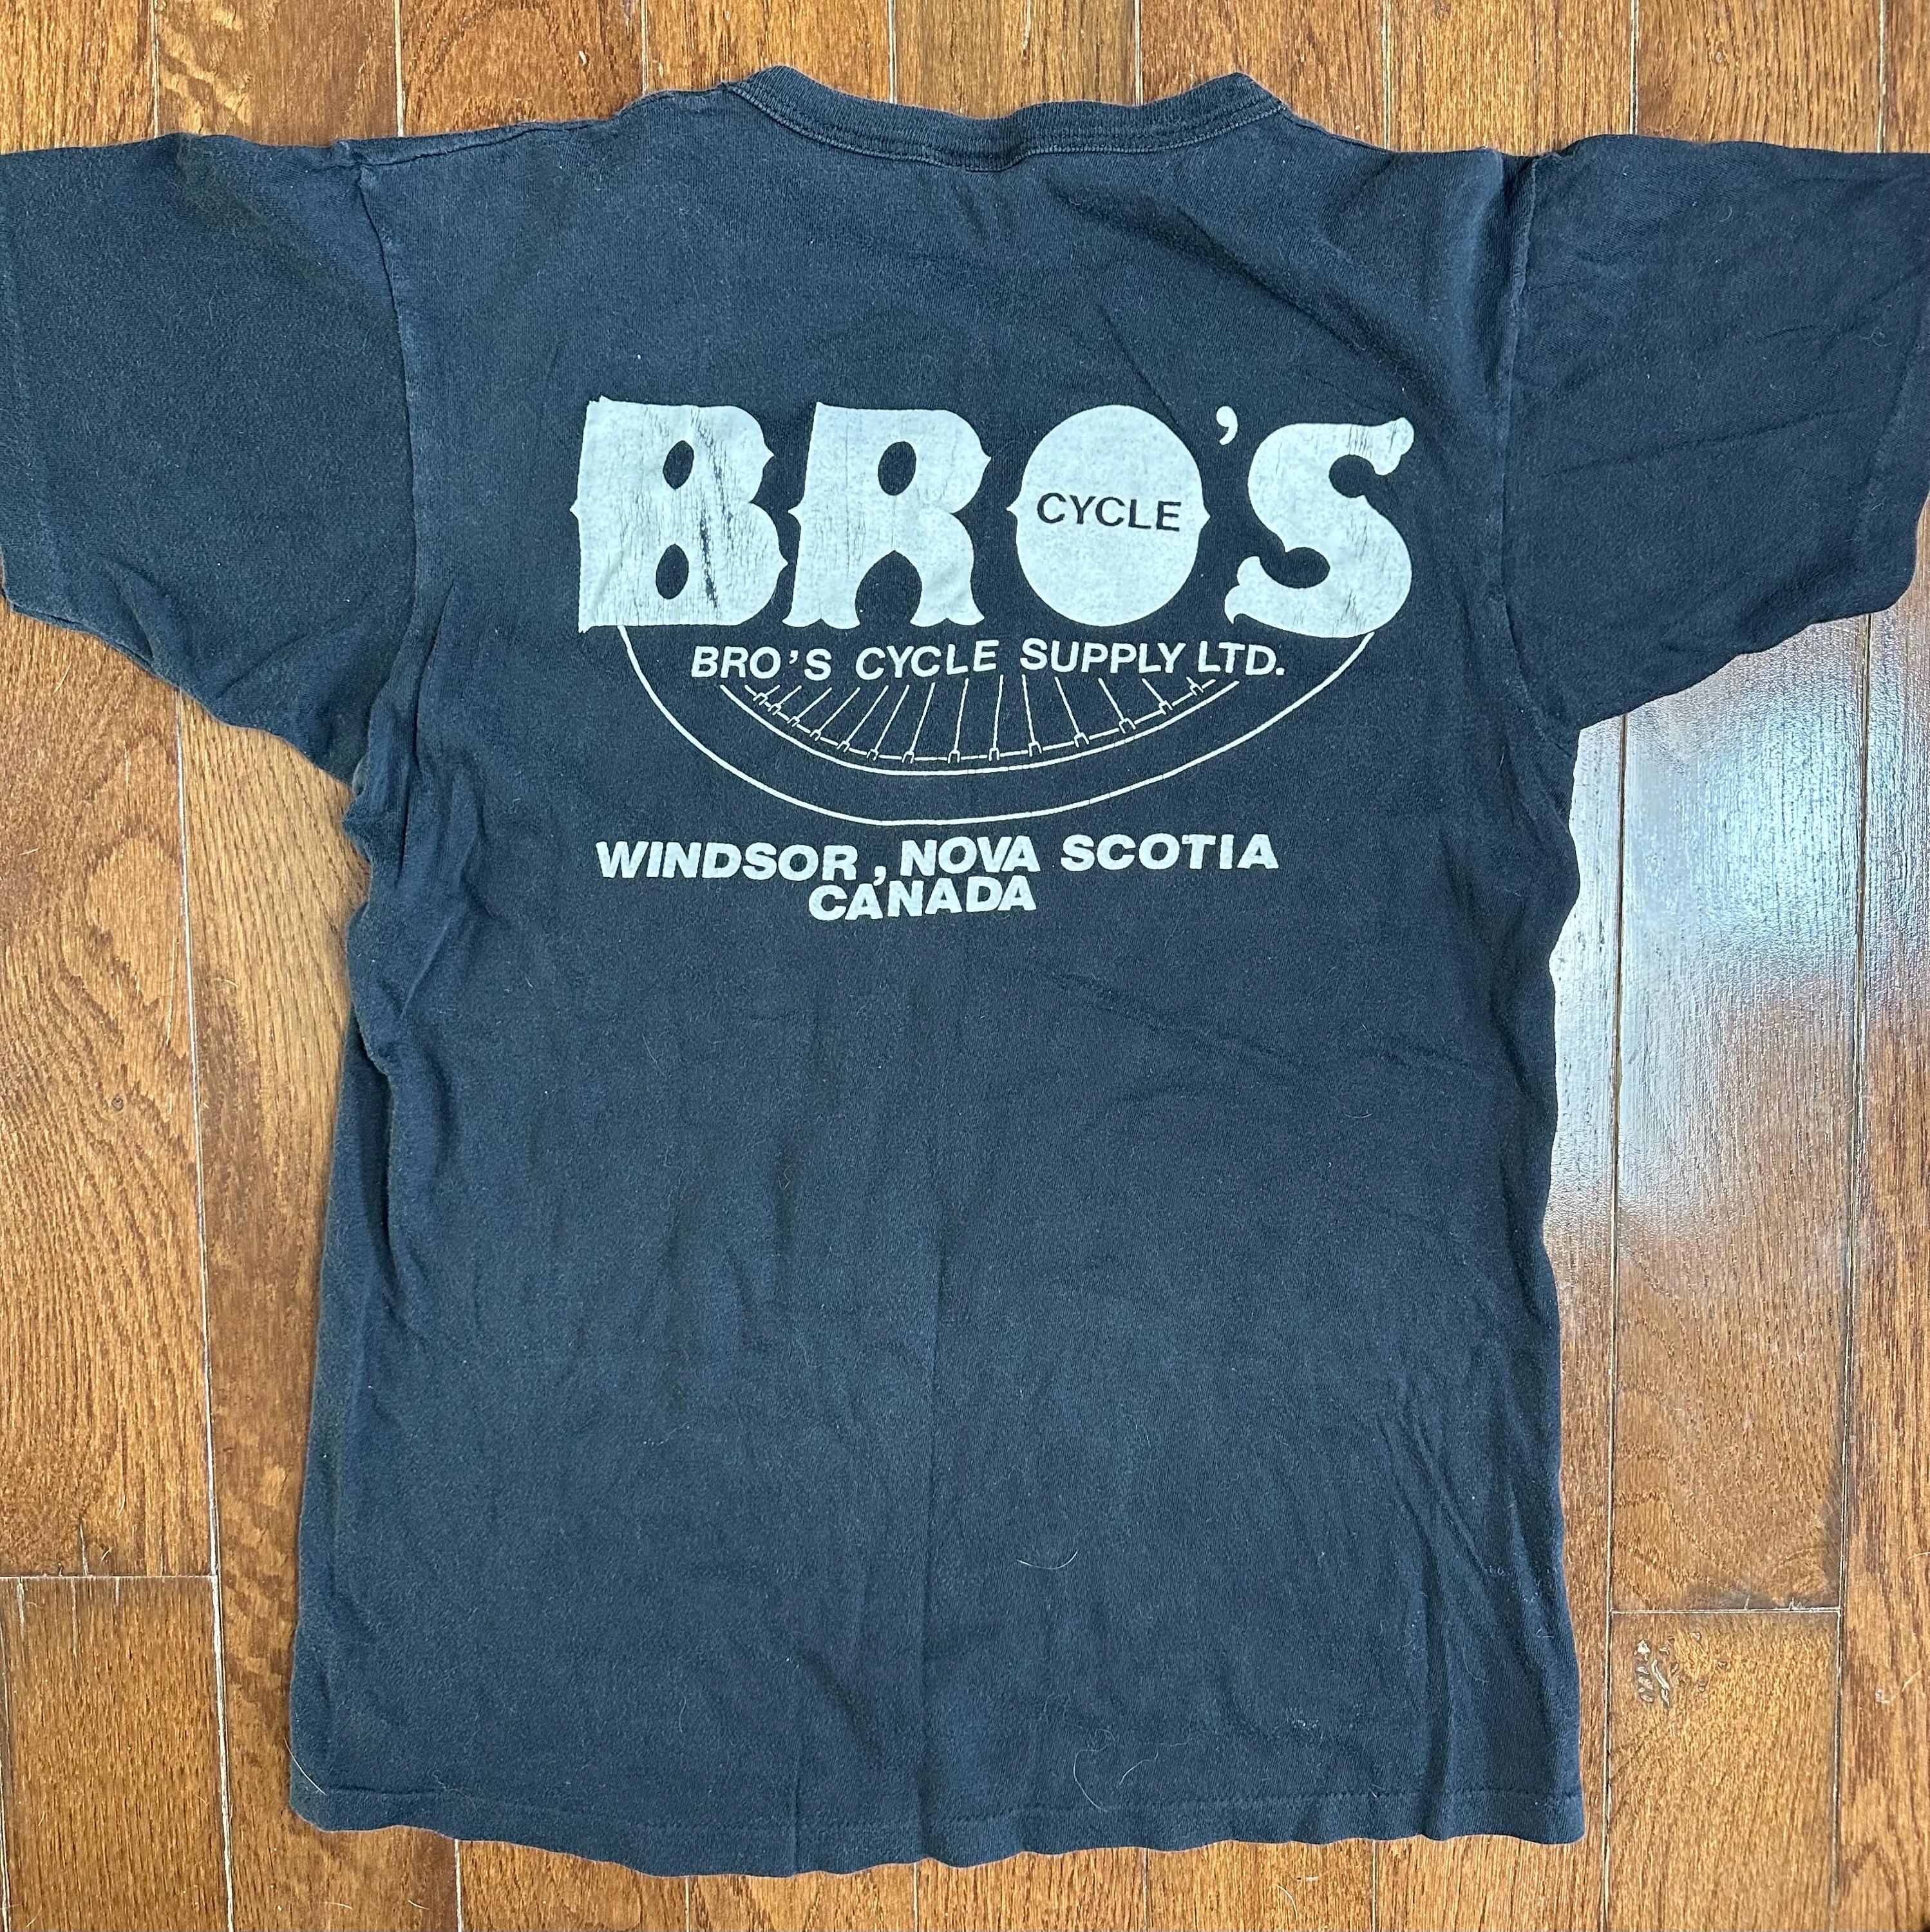 BRO'S
CYCLE
BRO'S CYCLE SUPPLY LTD.
WINDSOR, NOVA SCOTIA
CANADA